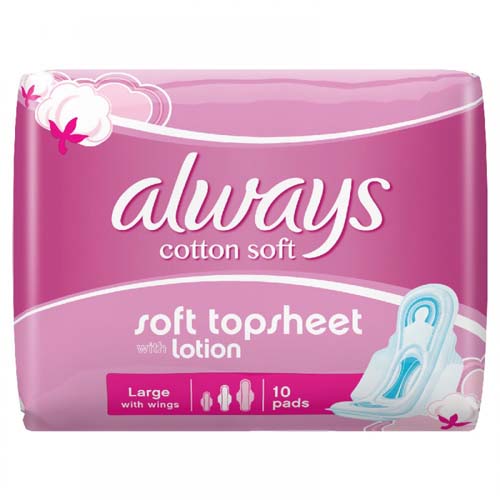 always
cotton soft
soft topsheet
with lotion
Large
with wings
10
pads